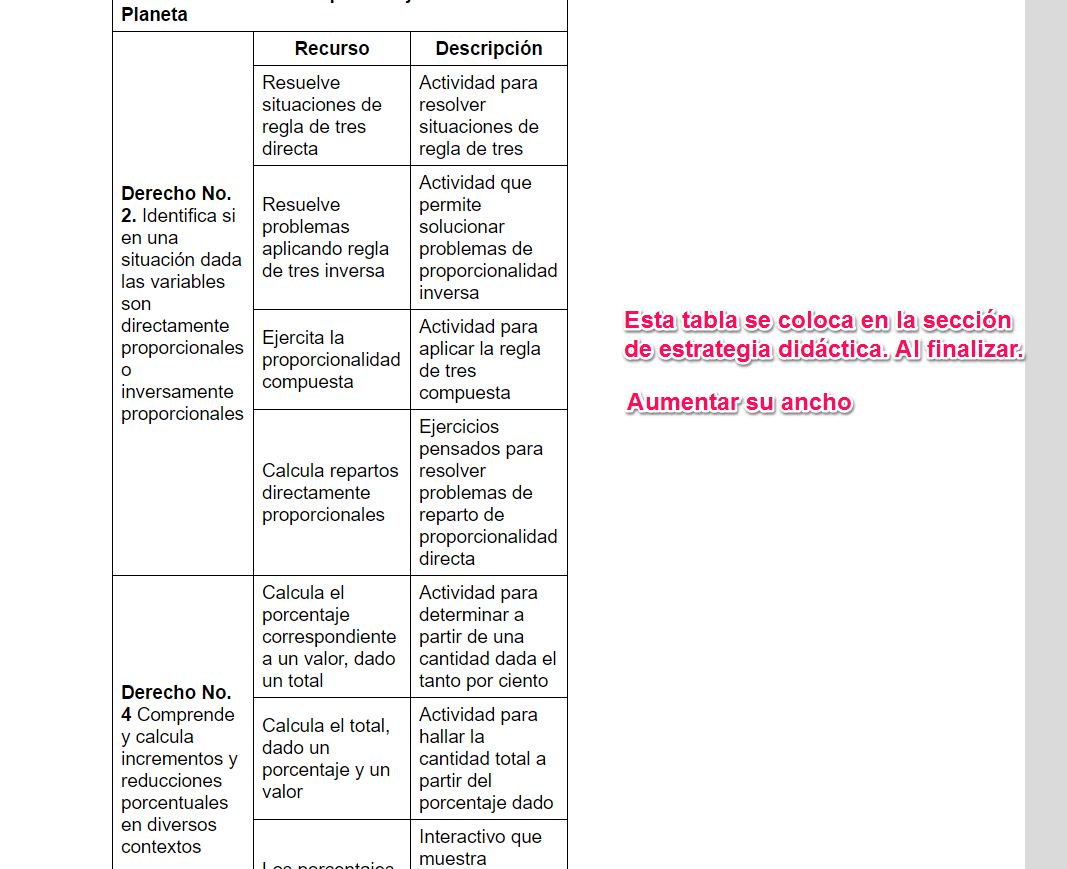 Planeta
Recurso
Descripción
Derecho No.
2. Identifica si
en una
situación dada
las variables
son
directamente
proporcionales
o
inversamente
proporcionales
Resuelve
situaciones de
regla de tres
directa
Actividad para
resolver
situaciones de
regla de tres
Resuelve
problemas
aplicando regla
de tres inversa
Actividad que
permite
solucionar
problemas de
proporcionalidad
inversa
Ejercita la
proporcionalidad
compuesta
Actividad para
aplicar la regla
de tres
compuesta
Calcula repartos
directamente
proporcionales
Ejercicios
pensados para
resolver
problemas de
reparto de
proporcionalidad
directa
Derecho No.
4 Comprende
y calcula
incrementos y
reducciones
porcentuales
en diversos
contextos
Calcula el
porcentaje
correspondiente
a un valor, dado
un total
Actividad para
determinar a
partir de una
cantidad dada el
tanto por ciento
Calcula el total,
dado un
porcentaje y un
valor
Actividad para
hallar la
cantidad total a
partir del
porcentaje dado
Los porcentajes
Interactivo que
muestra
Esta tabla se coloca en la sección
de estrategia didáctica. Al finalizar.
Aumentar su ancho